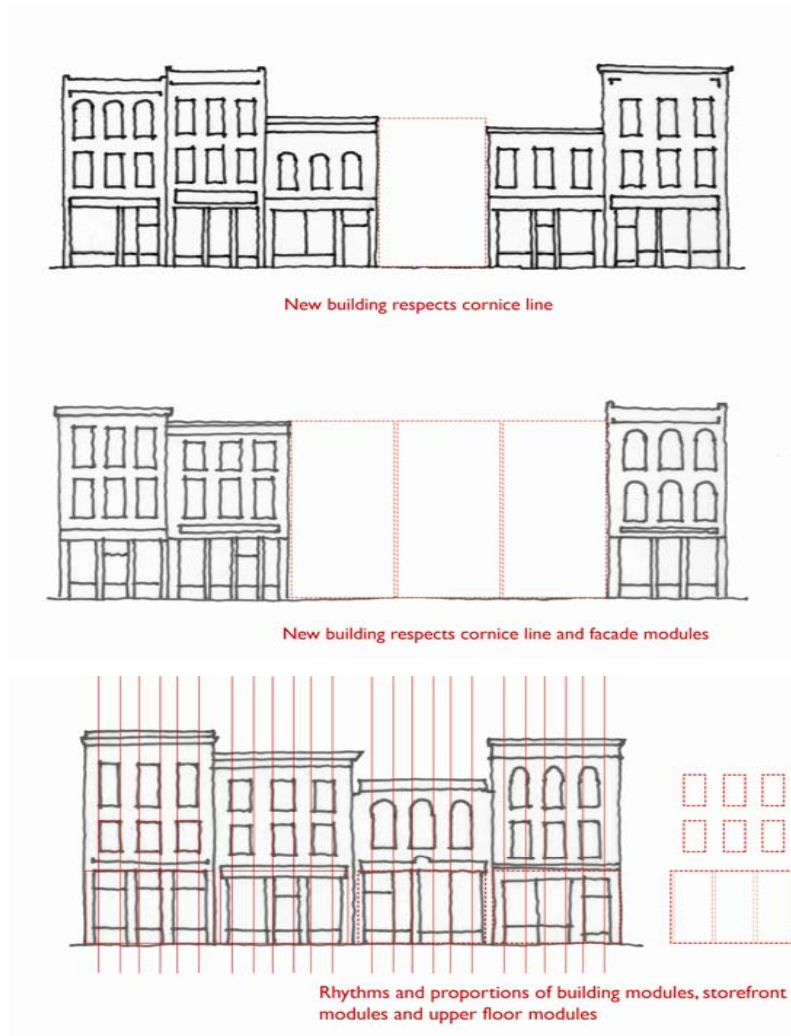 New building respects cornice line
New building respects cornice line and facade modules
Rhythms and proportions of building modules, storefront
modules and upper floor modules